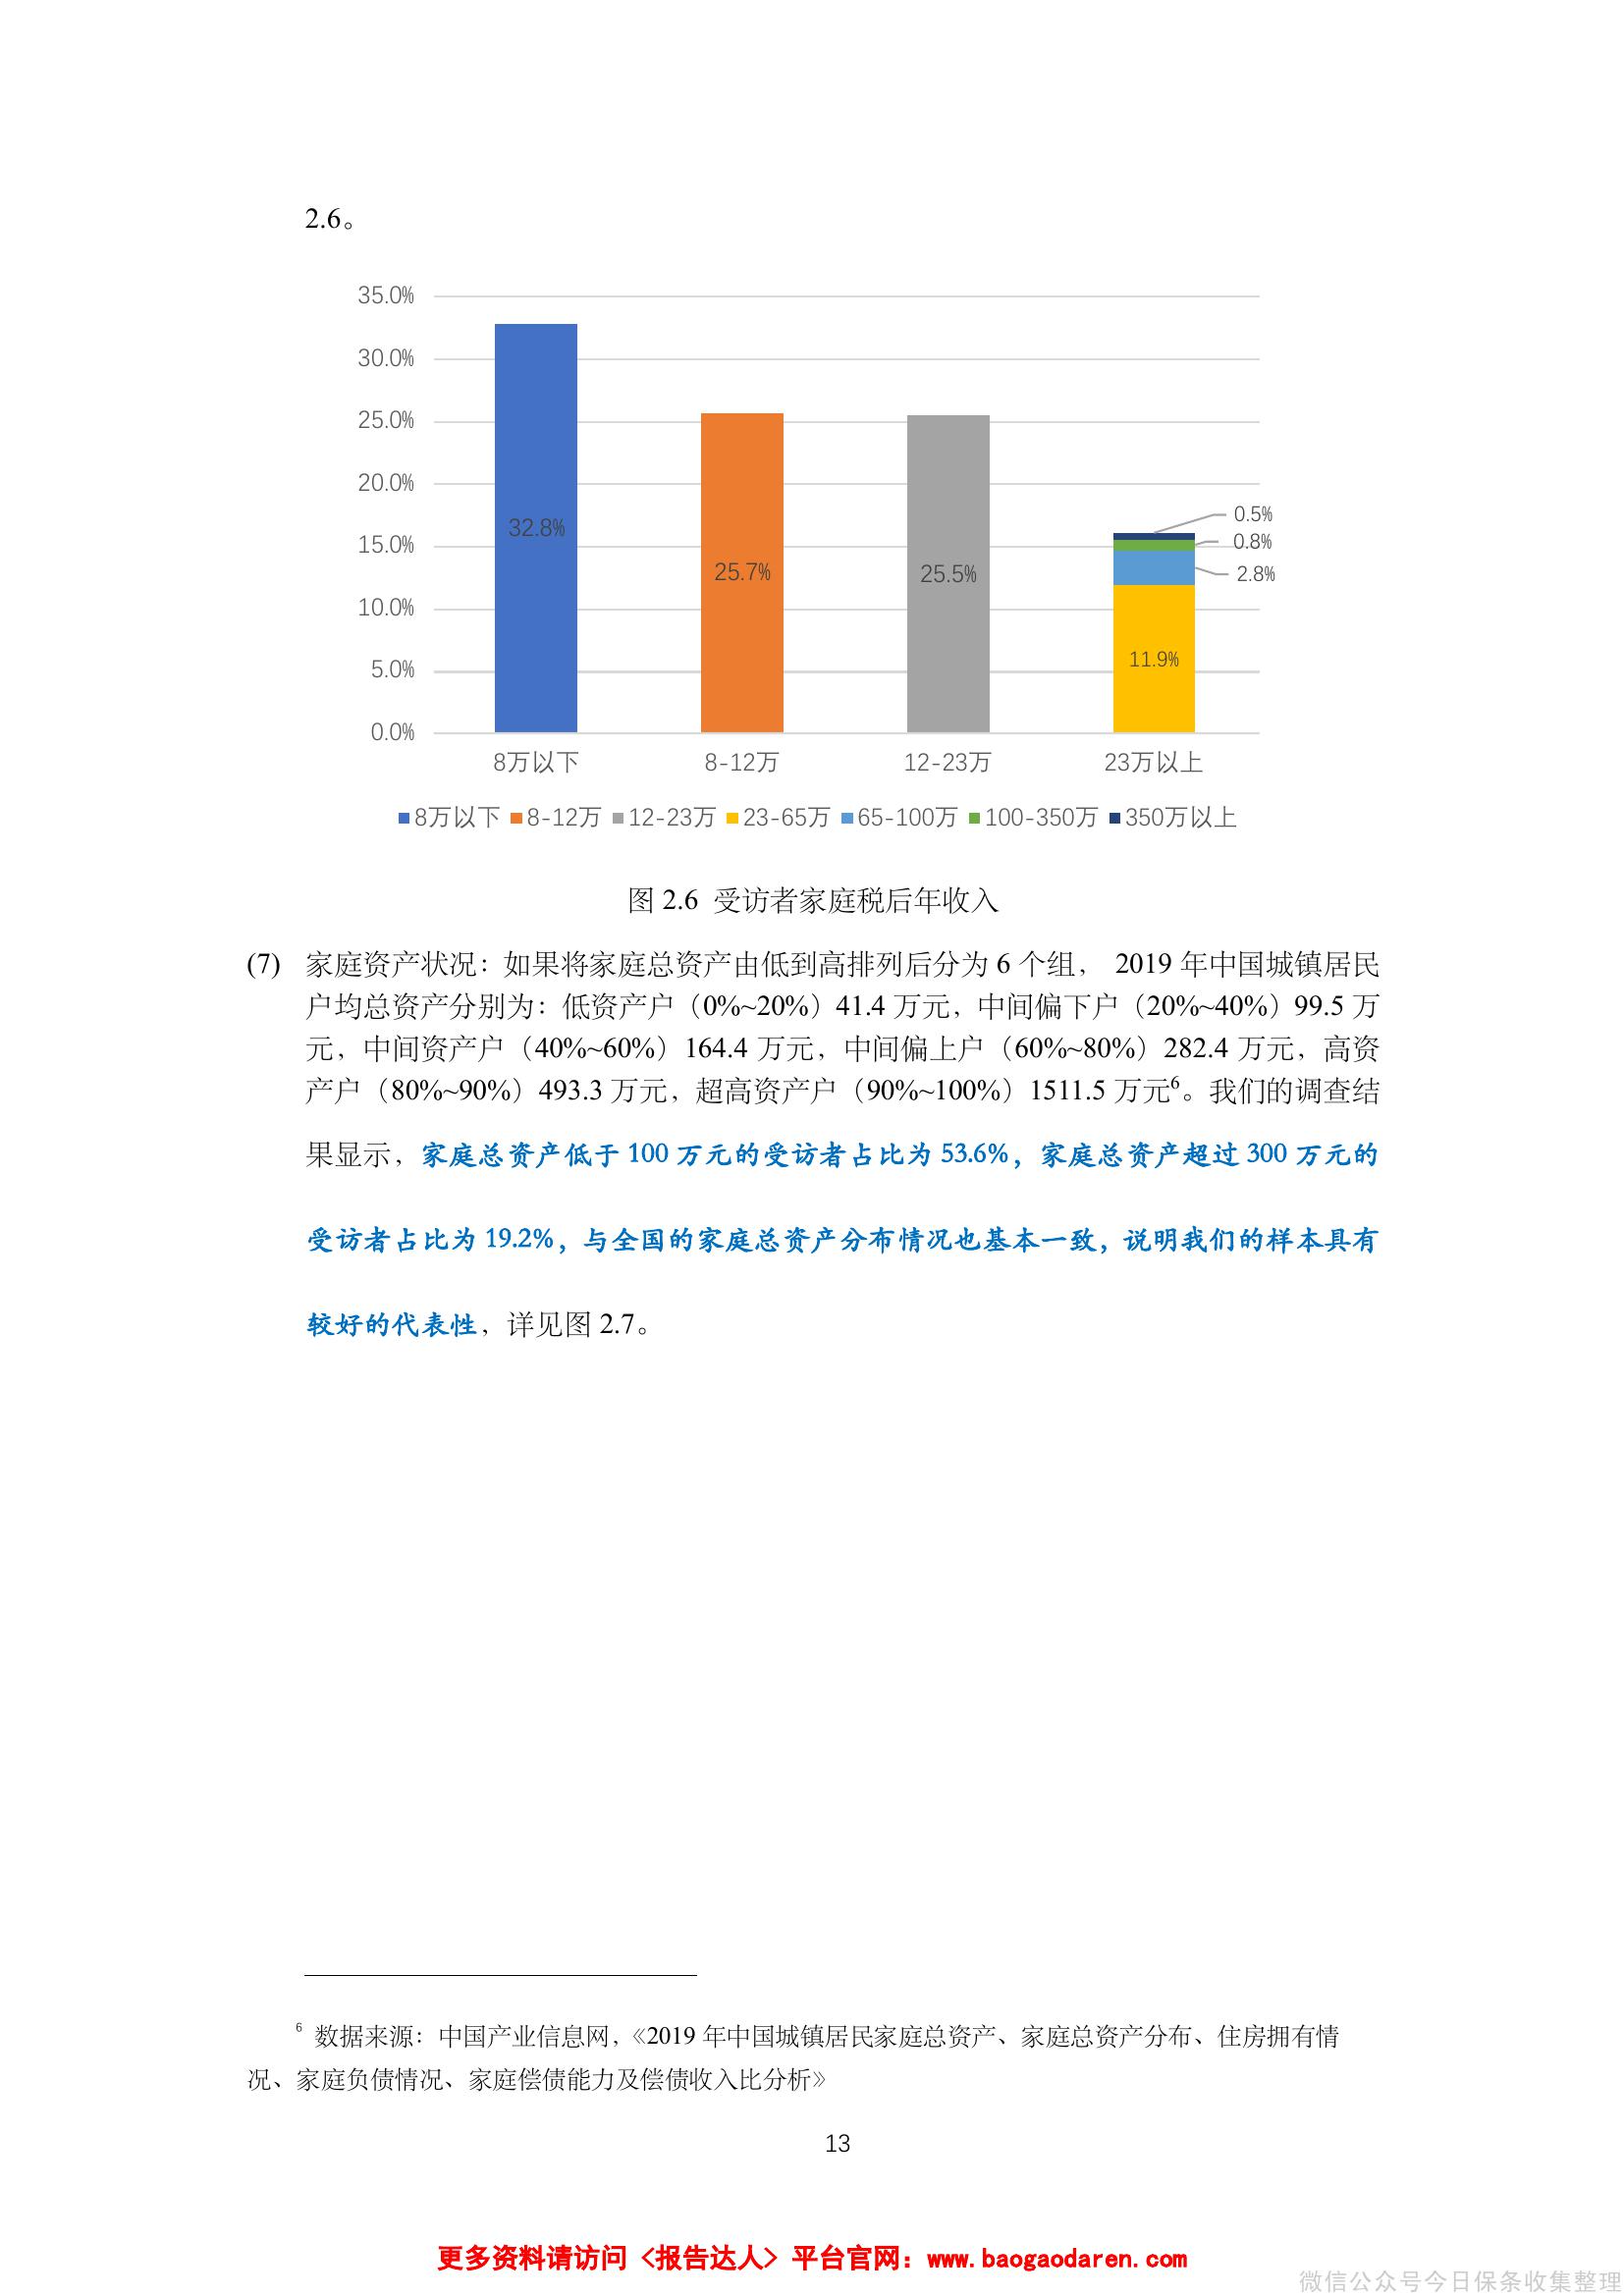 2.6。
35.0%
30.0%
25.0%
20.0%
15.0%
10.0%
5.0%
0.0%
32.8%
25.7%
25.5%
11.9%
0.5%
0.8%
2.8%
8万以下 8-12万 12-23万 23万以上
8万以下 8-12万 12-23万 23-65万 65-100万 100-350万 350万以上
图 2.6 受访者家庭税后年收入
(7) 家庭资产状况：如果将家庭总资产由低到高排列后分为 6 个组， 2019 年中国城镇居民
户均总资产分别为：低资产户（0%~20%）41.4 万元，中间偏下户（20%~40%）99.5 万
元，中间资产户（40%~60%）164.4 万元，中间偏上户（60%~80%）282.4 万元，高资
产户（80%~90%）493.3 万元，超高资产户（90%~100%）1511.5 万元6。我们的调查结
果显示，家庭总资产低于 100 万元的受访者占比为 53.6%，家庭总资产超过 300 万元的
受访者占比为 19.2%，与全国的家庭总资产分布情况也基本一致，说明我们的样本具有
较好的代表性，详见图 2.7。
6 数据来源：中国产业信息网，《2019 年中国城镇居民家庭总资产、家庭总资产分布、住房拥有情
况、家庭负债情况、家庭偿债能力及偿债收入比分析》
13
更多资料请访问〈报告达人〉平台官网：www.baogaodaren.com
微信公众号今日保条收集整理